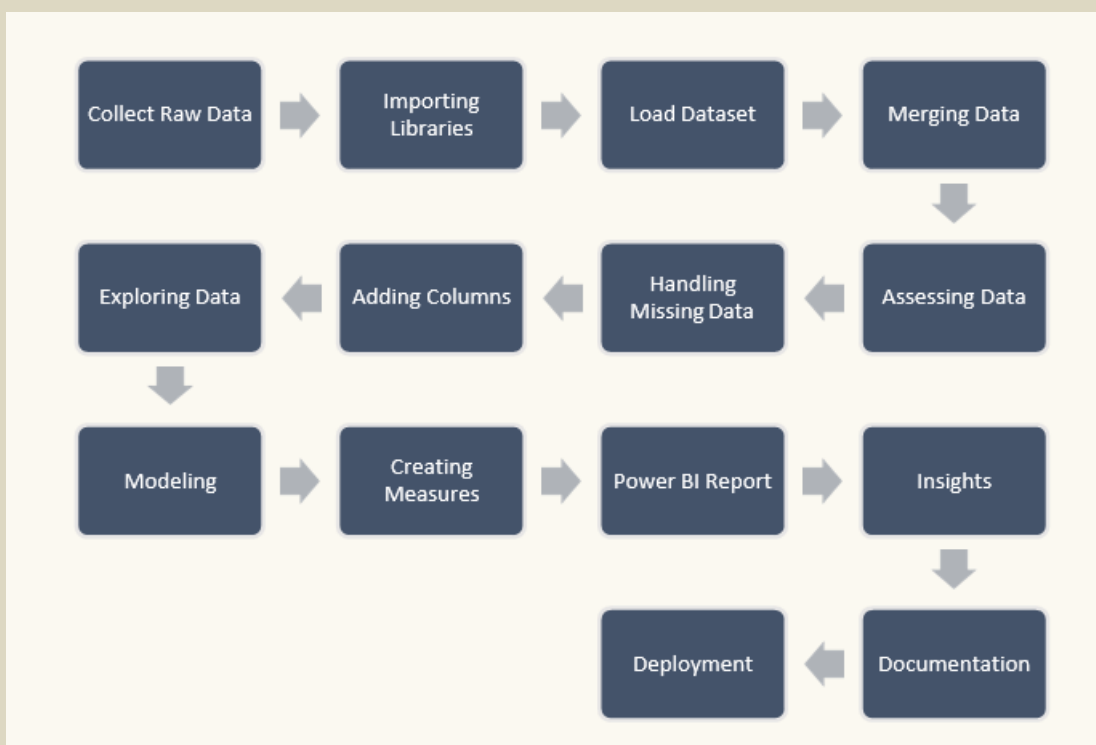 Collect Raw Data
Importing
Libraries
Load Dataset
Merging Data
Assessing Data
Handling
Missing Data
Adding Columns
Exploring Data
Modeling
Creating
Measures
Power BI Report
Insights
Documentation
Deployment